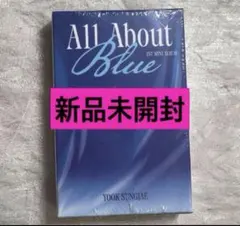 All About
Blue
1ST MINI ALBUM
新品未開封
YOOK SUNGJAE